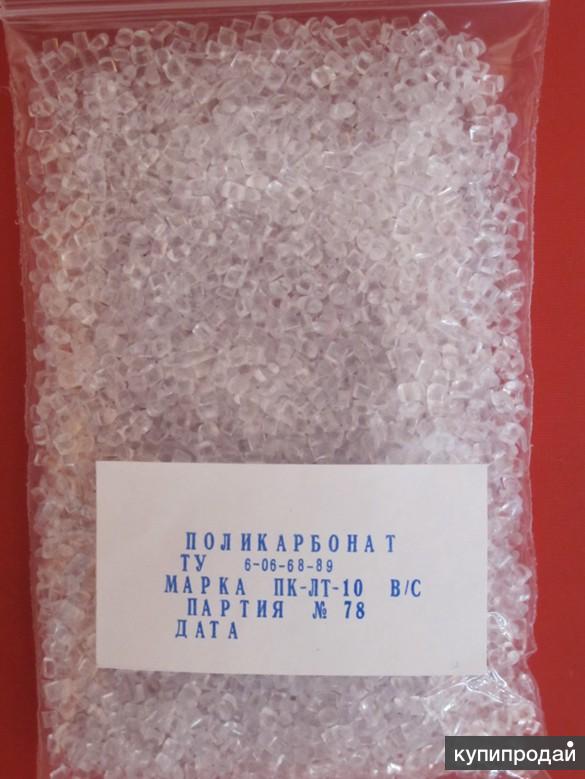 ПОЛИКАРБОНАТ
ТУ 6-06-68-89
МАРКА ПК-ЛТ-10 В/С
ПАРТИЯ № 78
ДАТА
купипродай